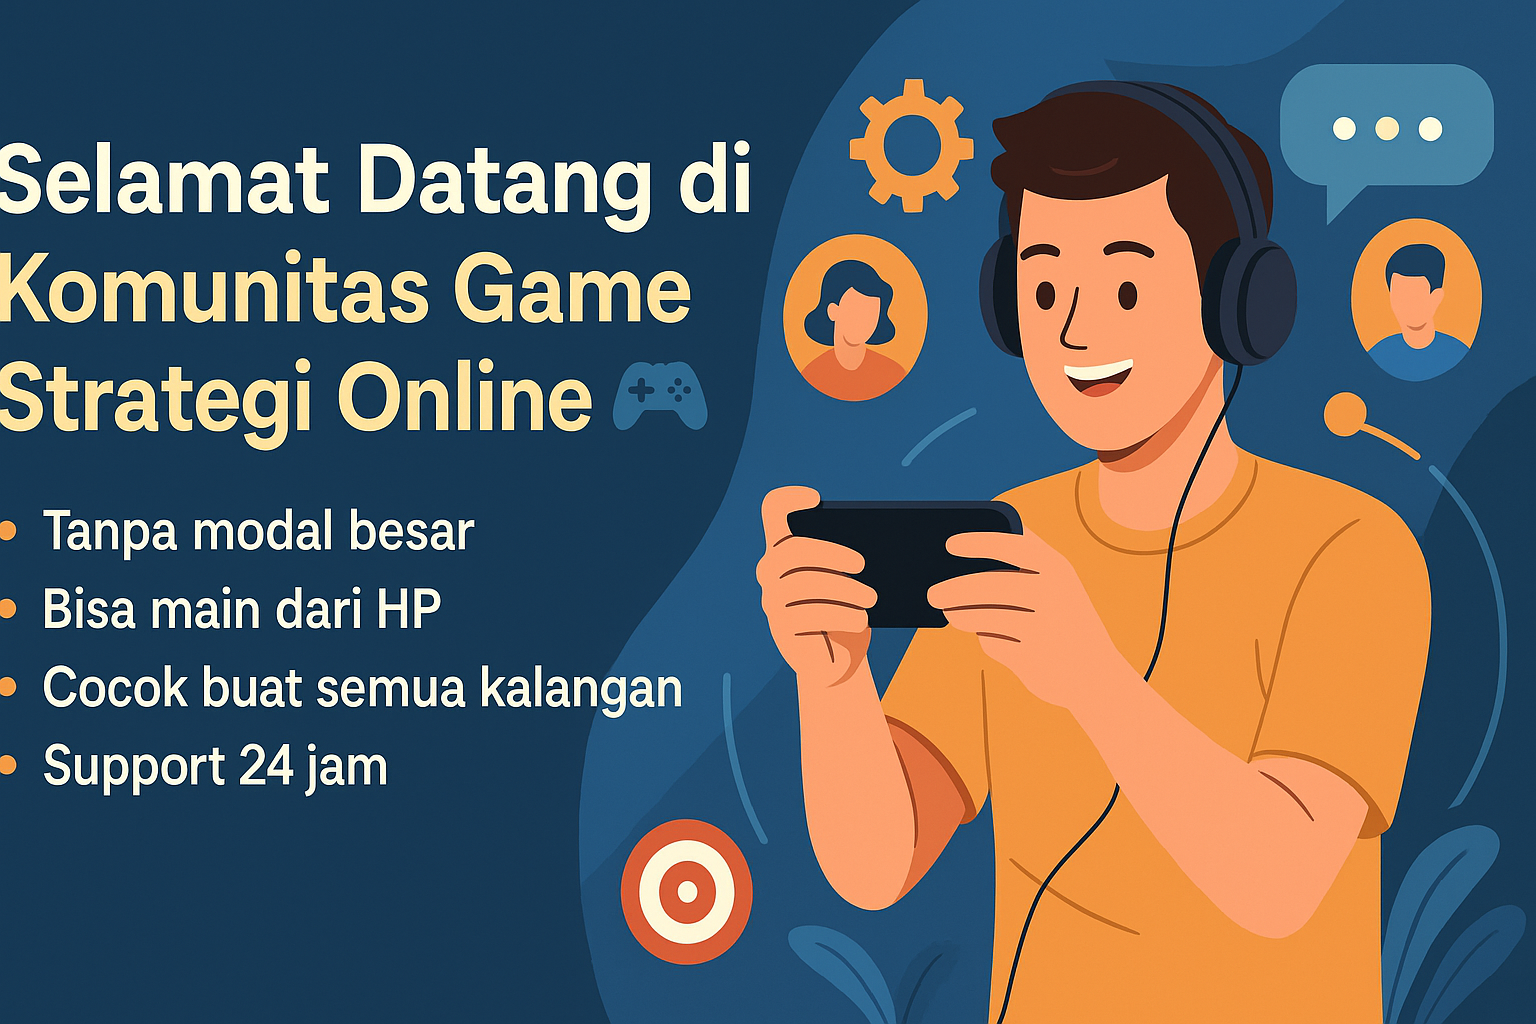 Selamat Datang di
Komunitas Game
Strategi Online
• Tanpa modal besar
• Bisa main dari HP
• Cocok buat semua kalangan
• Support 24 jam